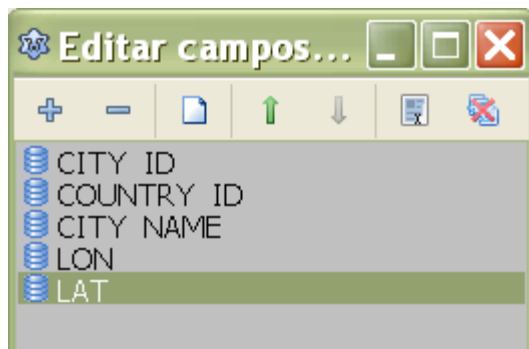 Editar campos...
CITY ID
COUNTRY ID
CITY NAME
LON
LAT